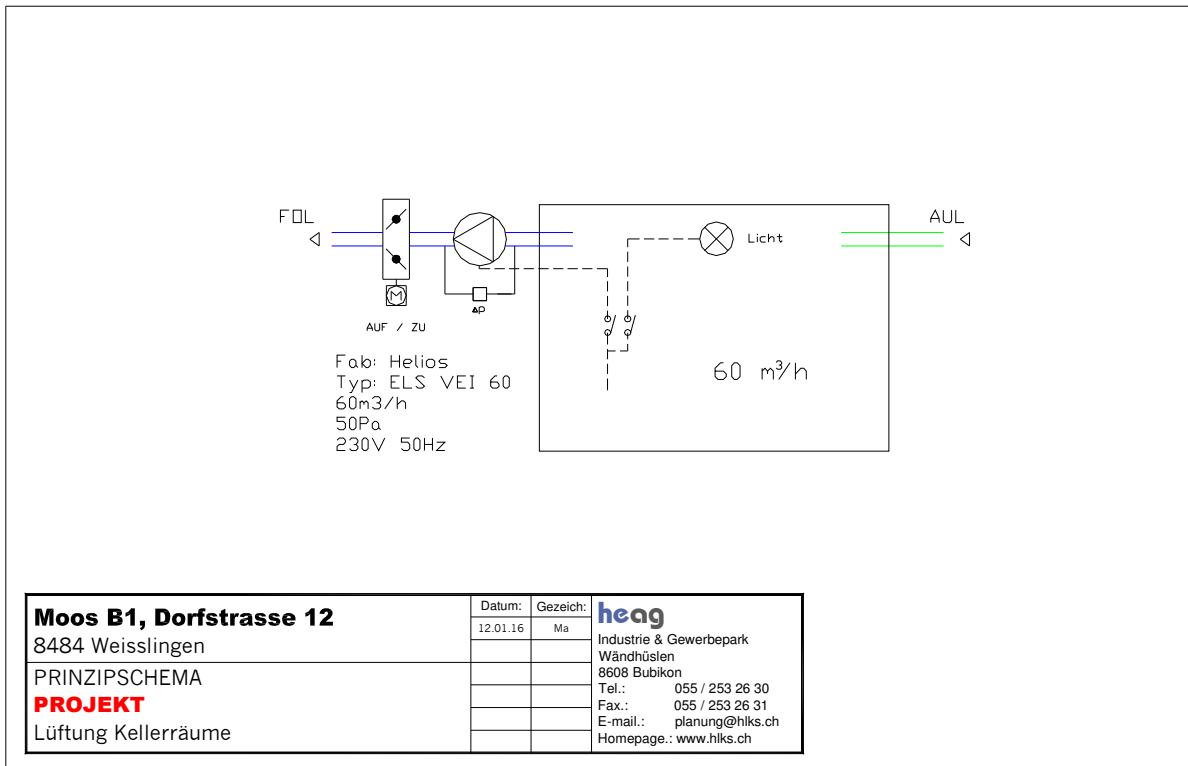 FOL
AUL
Licht
M
Δp
AUF / ZU
Fab: Helios
Typ: ELS VEI 60
60m3/h
50Pa
230V 50Hz
60 m³/h
Moos B1, Dorfstrasse 12
8484 Weisslingen
PRINZIPSCHEMA
PROJEKT
Lüftung Kellerräume
Datum: Gezeich:
12.01.16 Ma
heag
Industrie & Gewerbepark
Wändhüslen
8608 Bubikon
Tel.: 055 / 253 26 30
Fax.: 055 / 253 26 31
E-mail.: planung@hlks.ch
Homepage.: www.hlks.ch